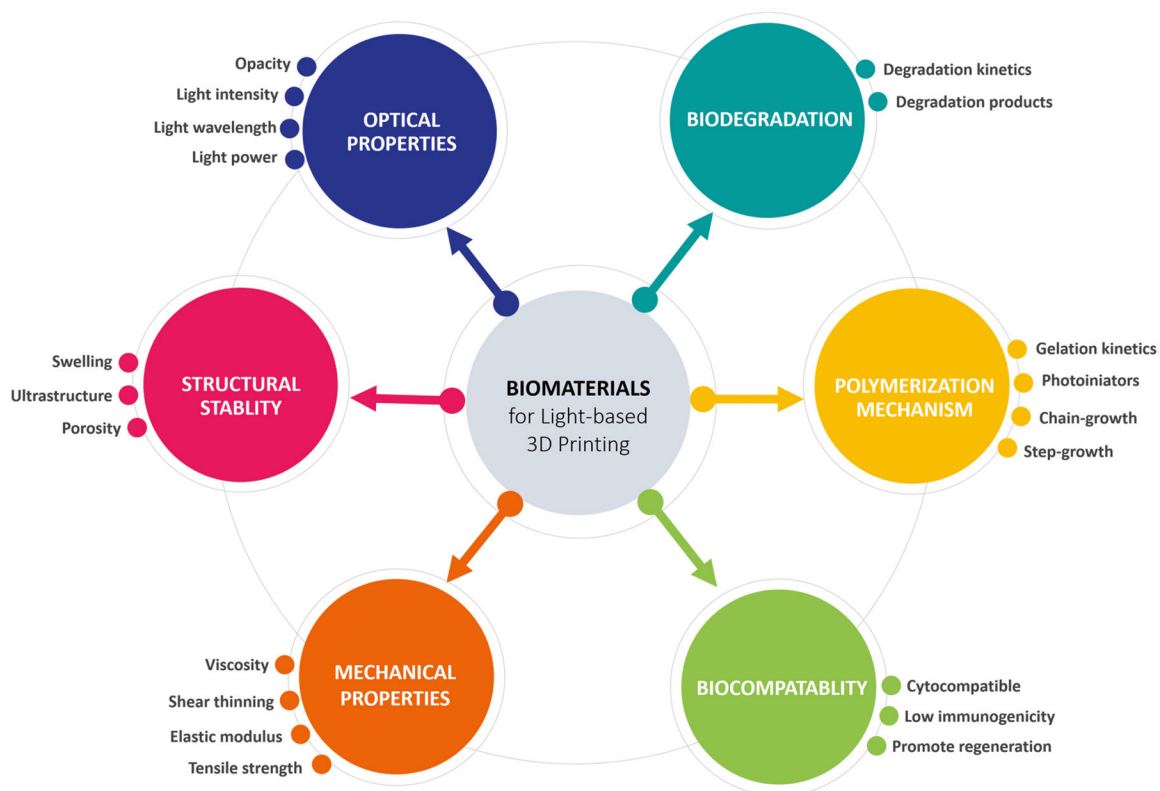 Opacity
Light intensity
Light wavelength
Light power
OPTICAL
PROPERTIES
BIODEGRADATION
Degradation kinetics
Degradation products
Swelling
Ultrastructure
Porosity
STRUCTURAL
STABLITY
BIOMATERIALS
for Light-based
3D Printing
POLYMERIZATION
MECHANISM
Gelation kinetics
Photoiniators
Chain-growth
Step-growth
Viscosity
Shear thinning
Elastic modulus
Tensile strength
MECHANICAL
PROPERTIES
BIOCOMPATABLITY
Cytocompatible
Low immunogenicity
Promote regeneration